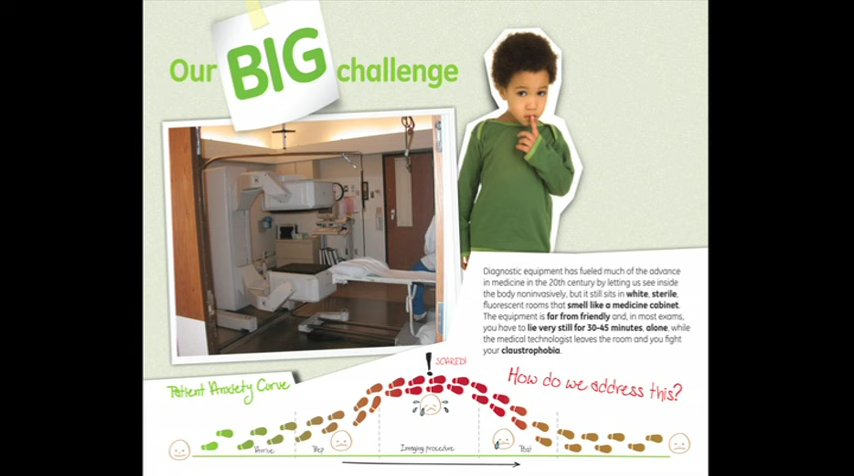 Our BIG challenge
Diagnostic equipment has fueled much of the advance
in medicine in the 20th century by letting us see inside
the body noninvasively, but it still sits in white, sterile,
fluorescent rooms that smell like a medicine cabinet.
The equipment is far from friendly and, in most exams,
you have to lie very still for 30-45 minutes, alone, while
the medical technologist leaves the room and you fight
your claustrophobia.
SCARED!
Patient Anxiety Curve
How do we address this?
Arrive
Prep
Imaging procedure
Post